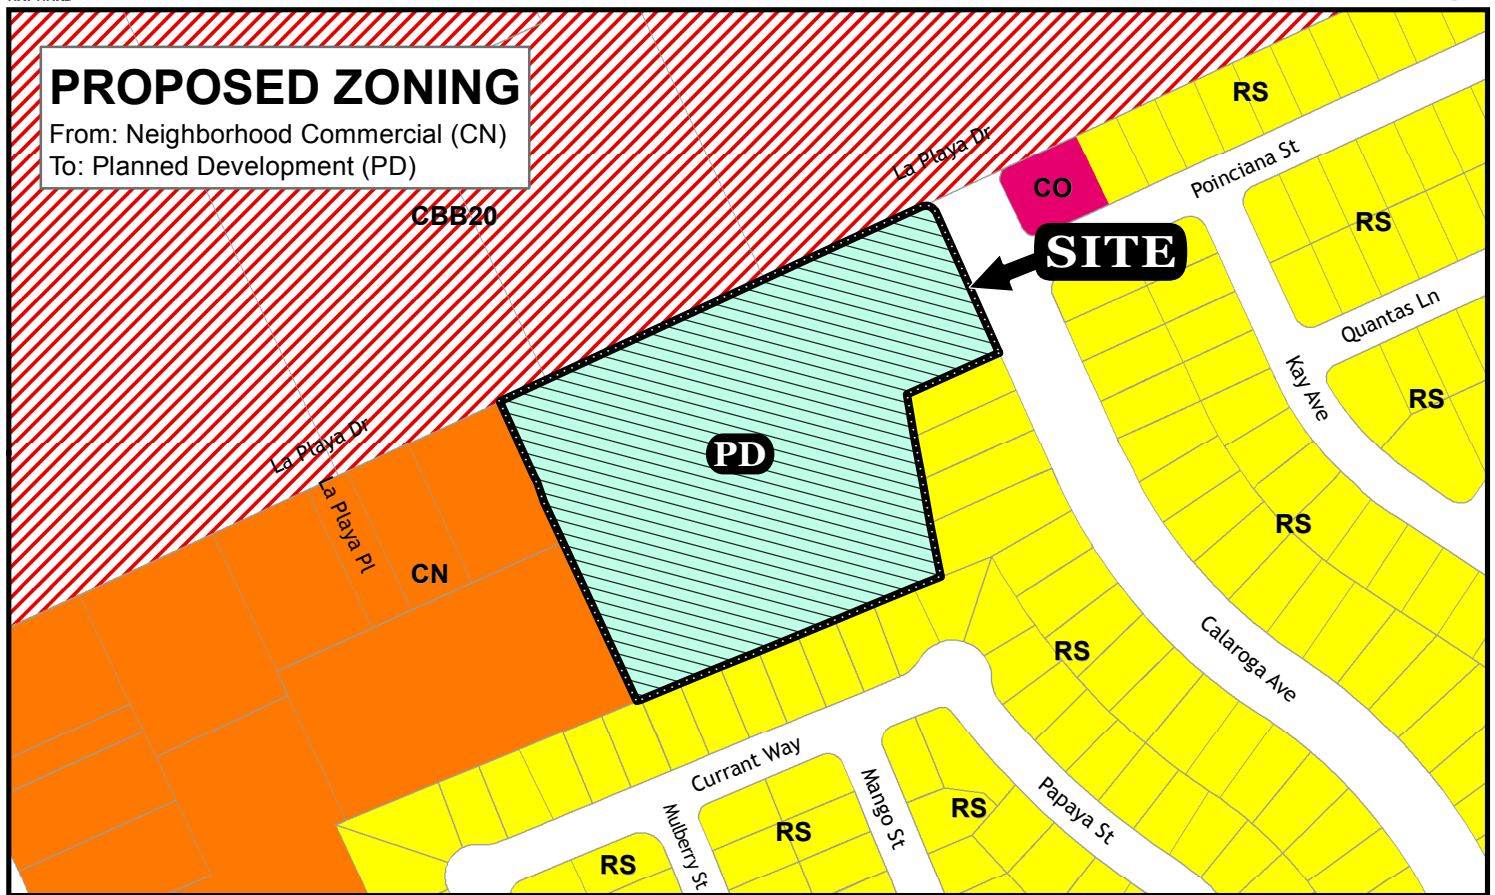 PROPOSED ZONING
From: Neighborhood Commercial (CN)
To: Planned Development (PD)
CBB20
La Playa Dr
RS
CO
Poinciana St
SITE
RS
Quantas Ln
Kay Ave
RS
La Playa Dr
PD
La Playa Pl
CN
RS
RS
Calaroga Ave
Currant Way
Mango St
Papaya St
Mulberry St
RS
RS
RS